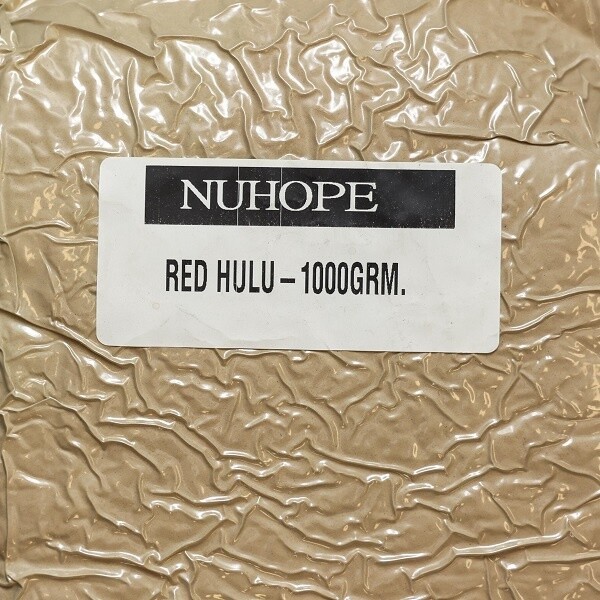 NUHOPE
RED HULU – 1000GRM.